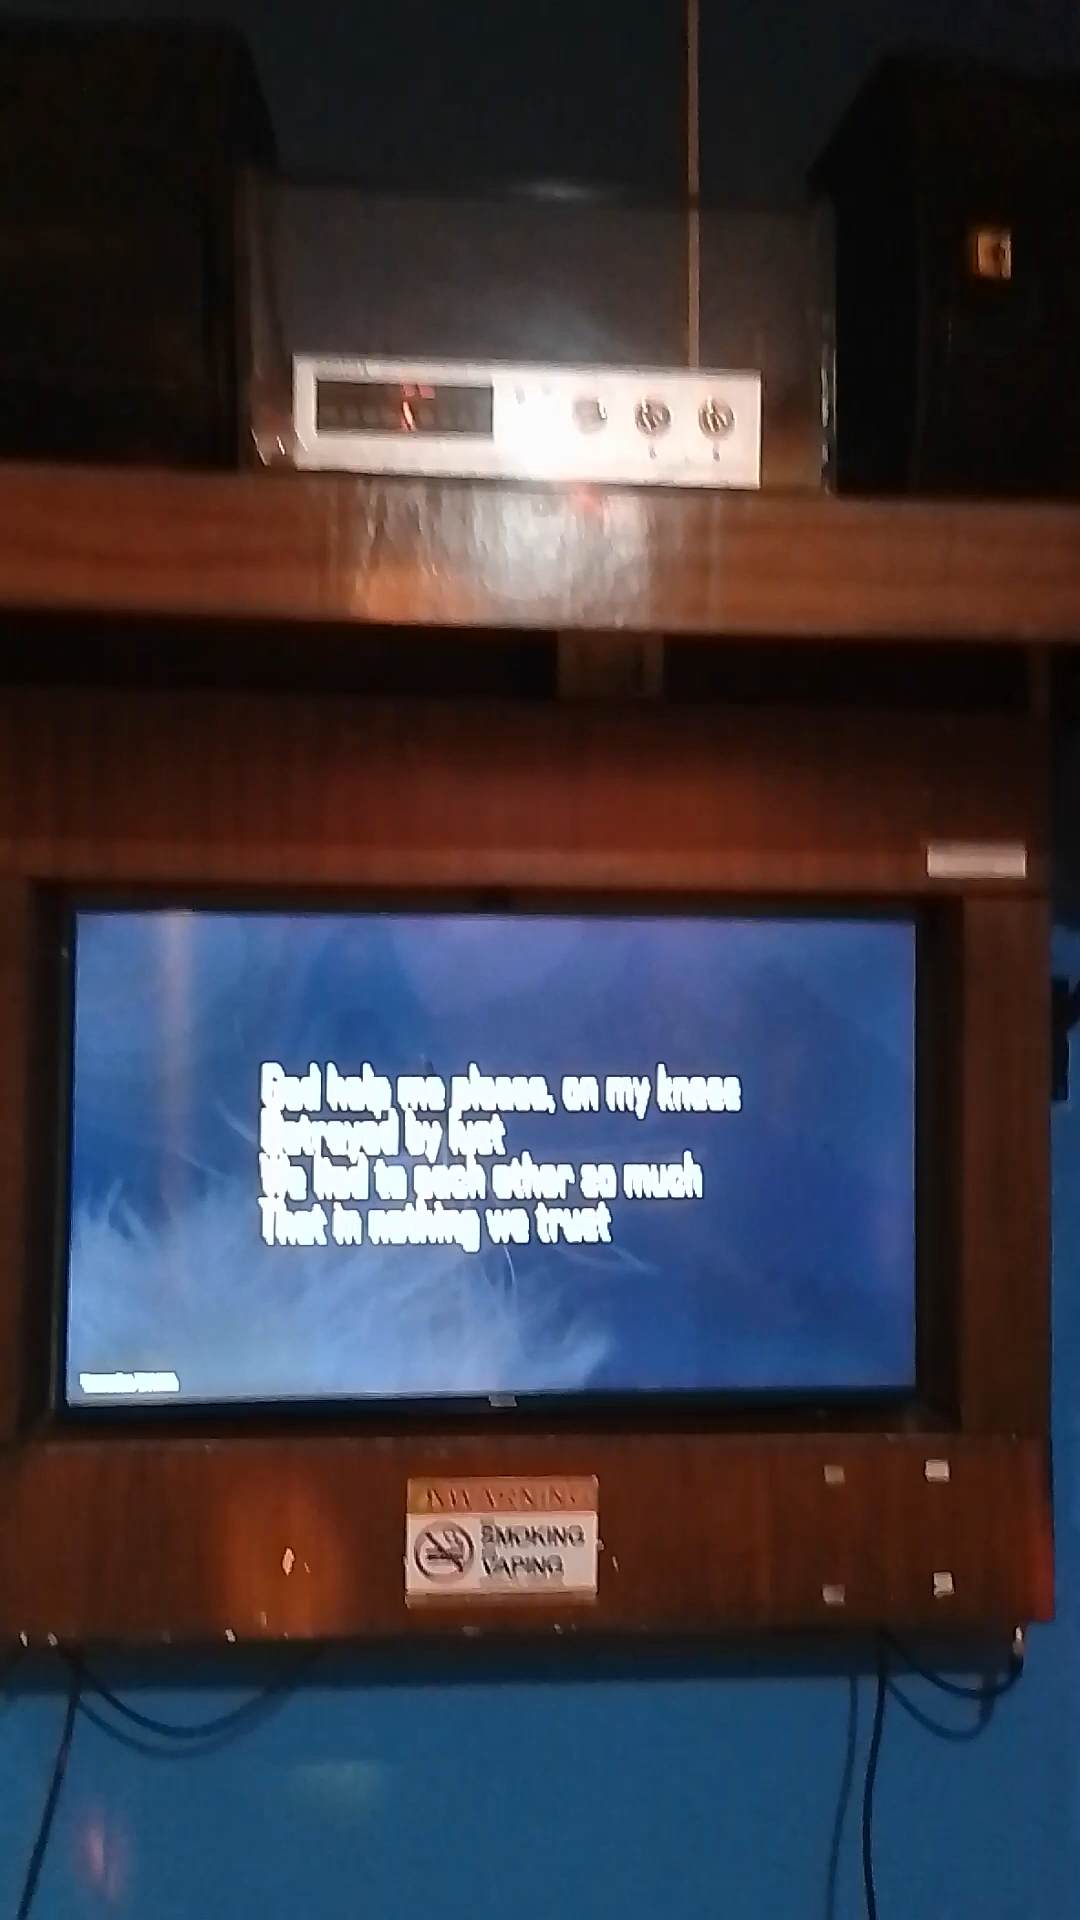 God help me please, on my knees
Betrayed by lust
We lied to each other so much
That in nothing we trust
WARNING
SMOKING
VAPING